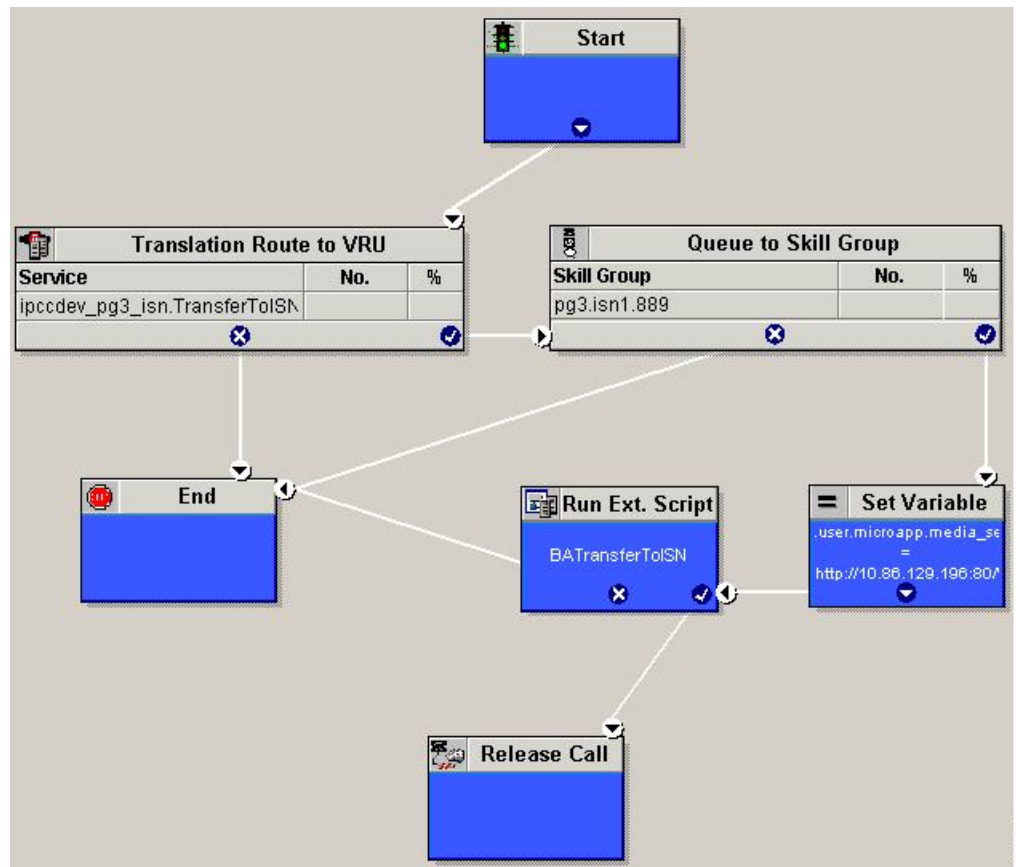 Start
Translation Route to VRU
Service No. %
ipccdev_pg3_isn.TransferToISN
Queue to Skill Group
Skill Group No. %
pg3.isn1.889
End
Run Ext. Script
BATransferToISN
Set Variable
.user.microapp.media_se
=
http://10.86.129.196:80/
Release Call